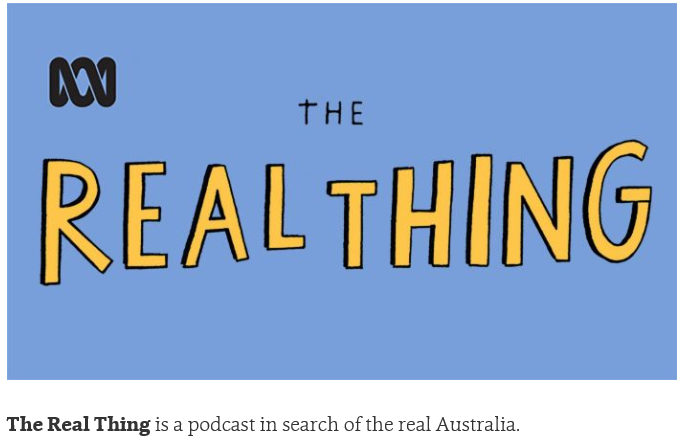 THE
REAL THING
The Real Thing is a podcast in search of the real Australia.